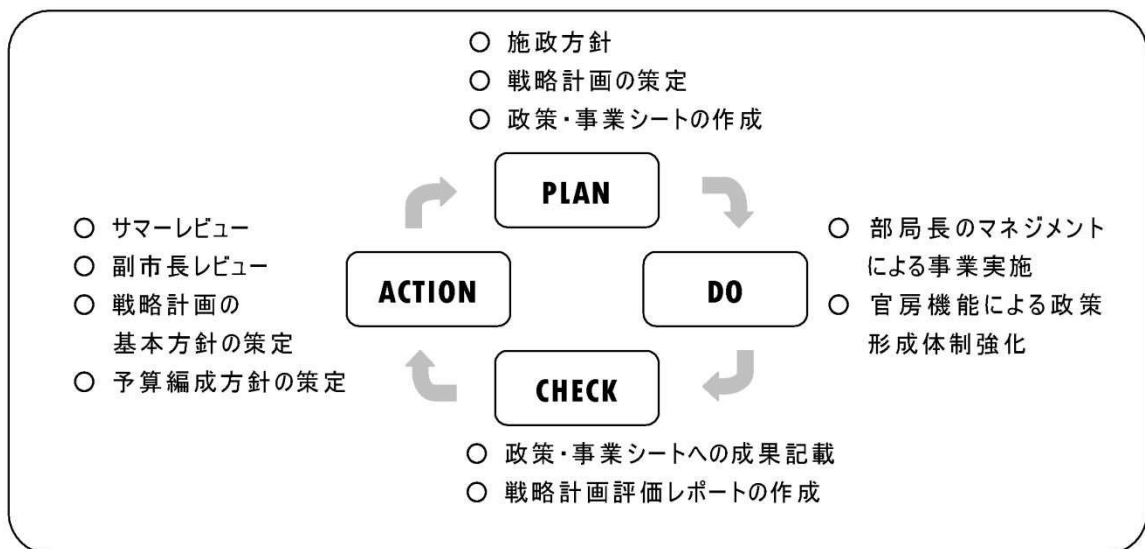 ○ 施政方針
○ 戦略計画の策定
○ 政策・事業シートの作成
PLAN
○ サマーレビュー
○ 副市長レビュー
○ 戦略計画の
基本方針の策定
○ 予算編成方針の策定
ACTION
DO
○ 部局長のマネジメント
による事業実施
○ 官房機能による政策
形成体制強化
CHECK
○ 政策・事業シートへの成果記載
○ 戦略計画評価レポートの作成